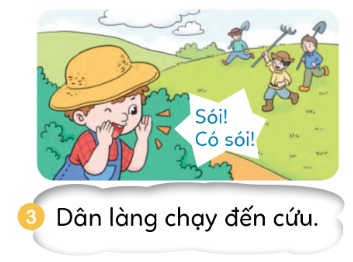 Sói!
Có sói!
3 Dân làng chạy đến cứu.